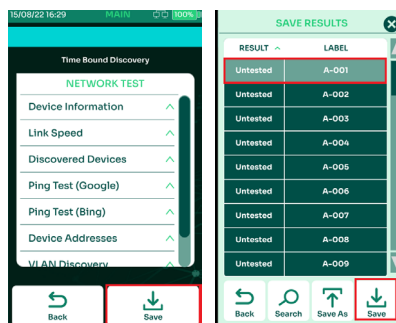 15/08/22 16:29 MAIN 100%
Time Bound Discovery
NETWORK TEST
Device Information
Link Speed
Discovered Devices
Ping Test (Google)
Ping Test (Bing)
Device Addresses
VLAN Discovery
Back Save
SAVE RESULTS
RESULT LABEL
Untested A-001
Untested A-002
Untested A-003
Untested A-004
Untested A-005
Untested A-006
Untested A-007
Untested A-008
Untested A-009
Back Search Save As Save